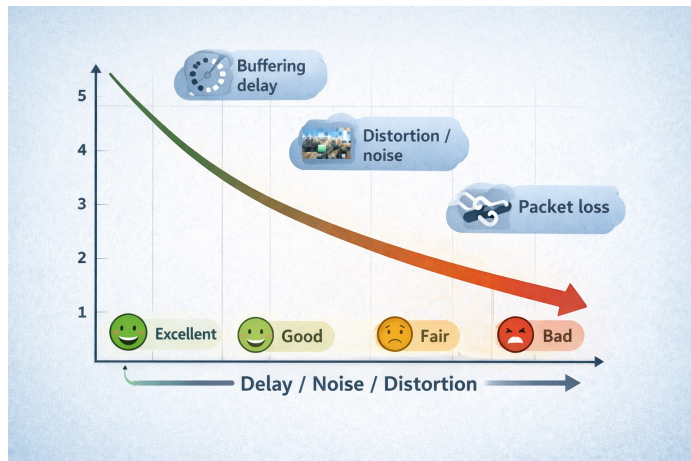 Buffering
delay
5
Distortion /
noise
4
3
Packet loss
2
1
Excellent
Good
Fair
Bad
Delay / Noise / Distortion